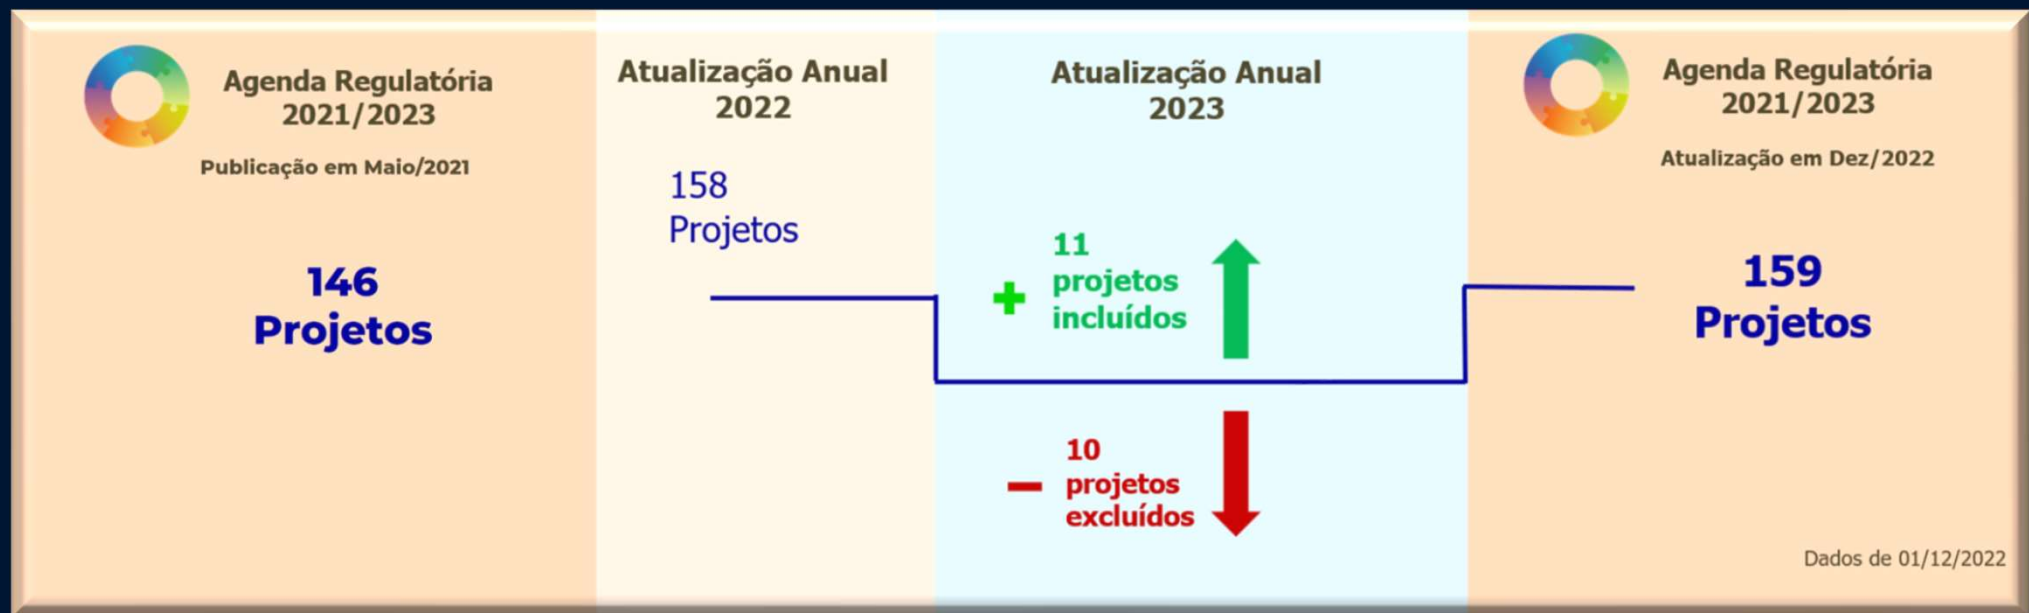 Agenda Regulatória
2021/2023
Publicação em Maio/2021
146
Projetos
Atualização Anual
2022
158
Projetos
Atualização Anual
2023
+
11
projetos
incluídos
−
10
projetos
excluídos
Agenda Regulatória
2021/2023
Atualização em Dez/2022
159
Projetos
Dados de 01/12/2022